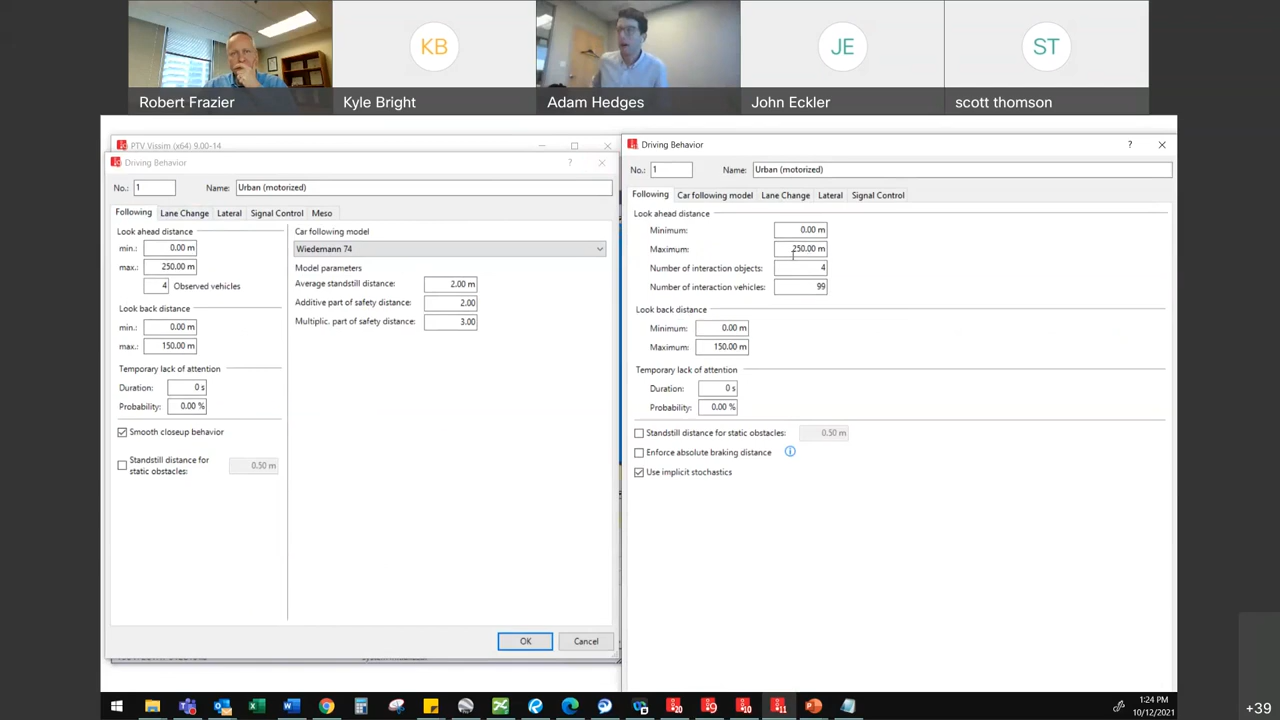 KB
JE
ST
Robert Frazier
Kyle Bright
Adam Hedges
John Eckler
scott thomson
PTV Vissim (x64) 9.00-14
Driving Behavior
No.: 1 Name: Urban (motorized)
Following Lane Change Lateral Signal Control Meso
Look ahead distance
min.: 0.00 m
max.: 250.00 m
4 Observed vehicles
Look back distance
min.: 0.00 m
max.: 150.00 m
Temporary lack of attention
Duration: 0 s
Probability: 0.00 %
Smooth closeup behavior
Standstill distance for
static obstacles: 0.50 m
Car following model
Wiedemann 74
Model parameters
Average standstill distance: 2.00 m
Additive part of safety distance: 2.00
Multiplic. part of safety distance: 3.00
OK Cancel
Driving Behavior
No.: 1 Name: Urban (motorized)
Following Car following model Lane Change Lateral Signal Control
Look ahead distance
Minimum: 0.00 m
Maximum: 250.00 m
Number of interaction objects: 4
Number of interaction vehicles: 99
Look back distance
Minimum: 0.00 m
Maximum: 150.00 m
Temporary lack of attention
Duration: 0 s
Probability: 0.00 %
Standstill distance for static obstacles: 0.50 m
Enforce absolute braking distance
Use implicit stochastics
1:24 PM
10/12/2021
+39